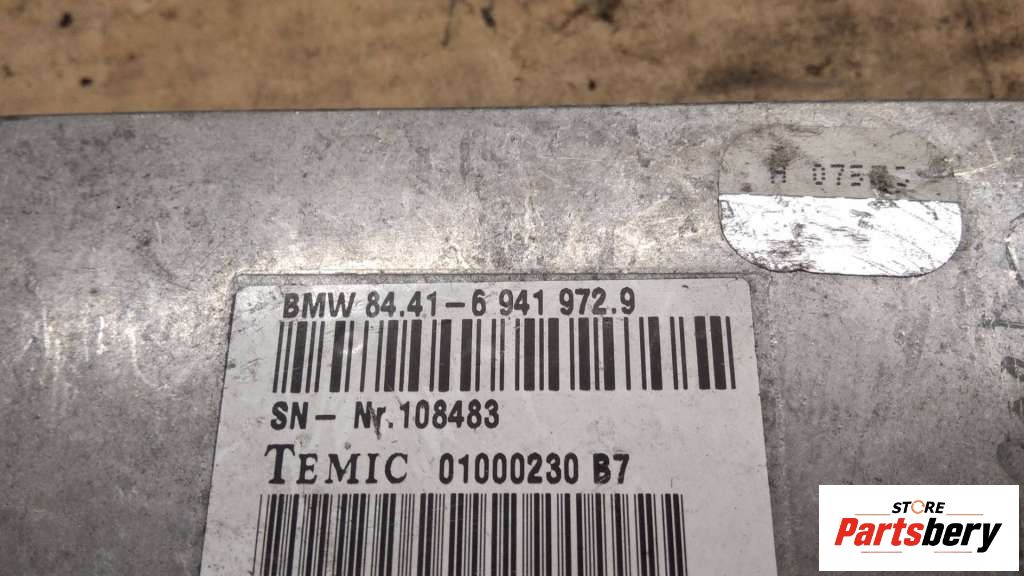 BMW 84.41-6 941 972.9
SN- Nr.108483
TEMIC 01000230 B7
STORE
Partsbery